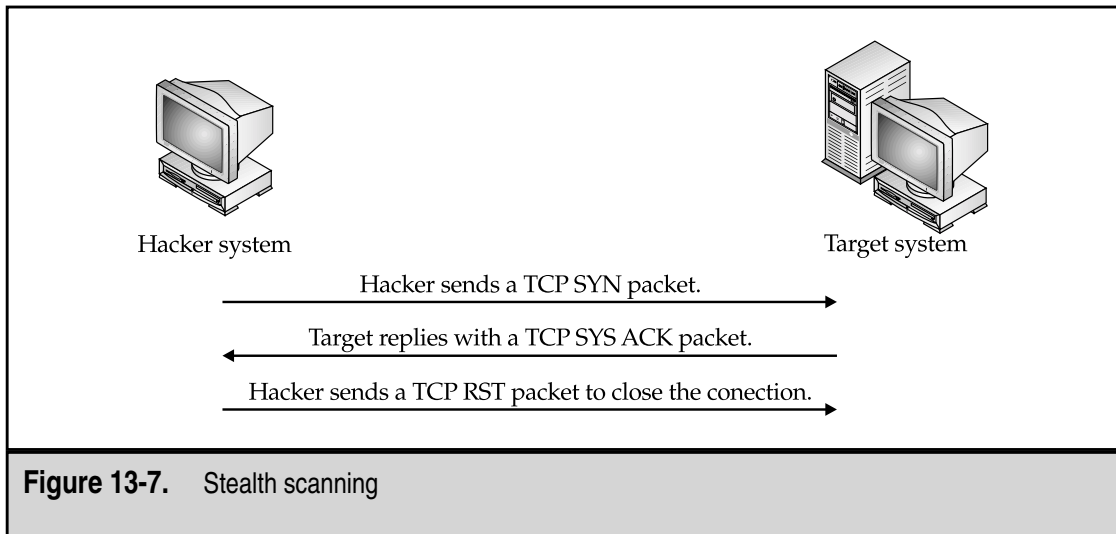 Hacker system
Target system
Hacker sends a TCP SYN packet.
Target replies with a TCP SYS ACK packet.
Hacker sends a TCP RST packet to close the conection.
Figure 13-7. Stealth scanning